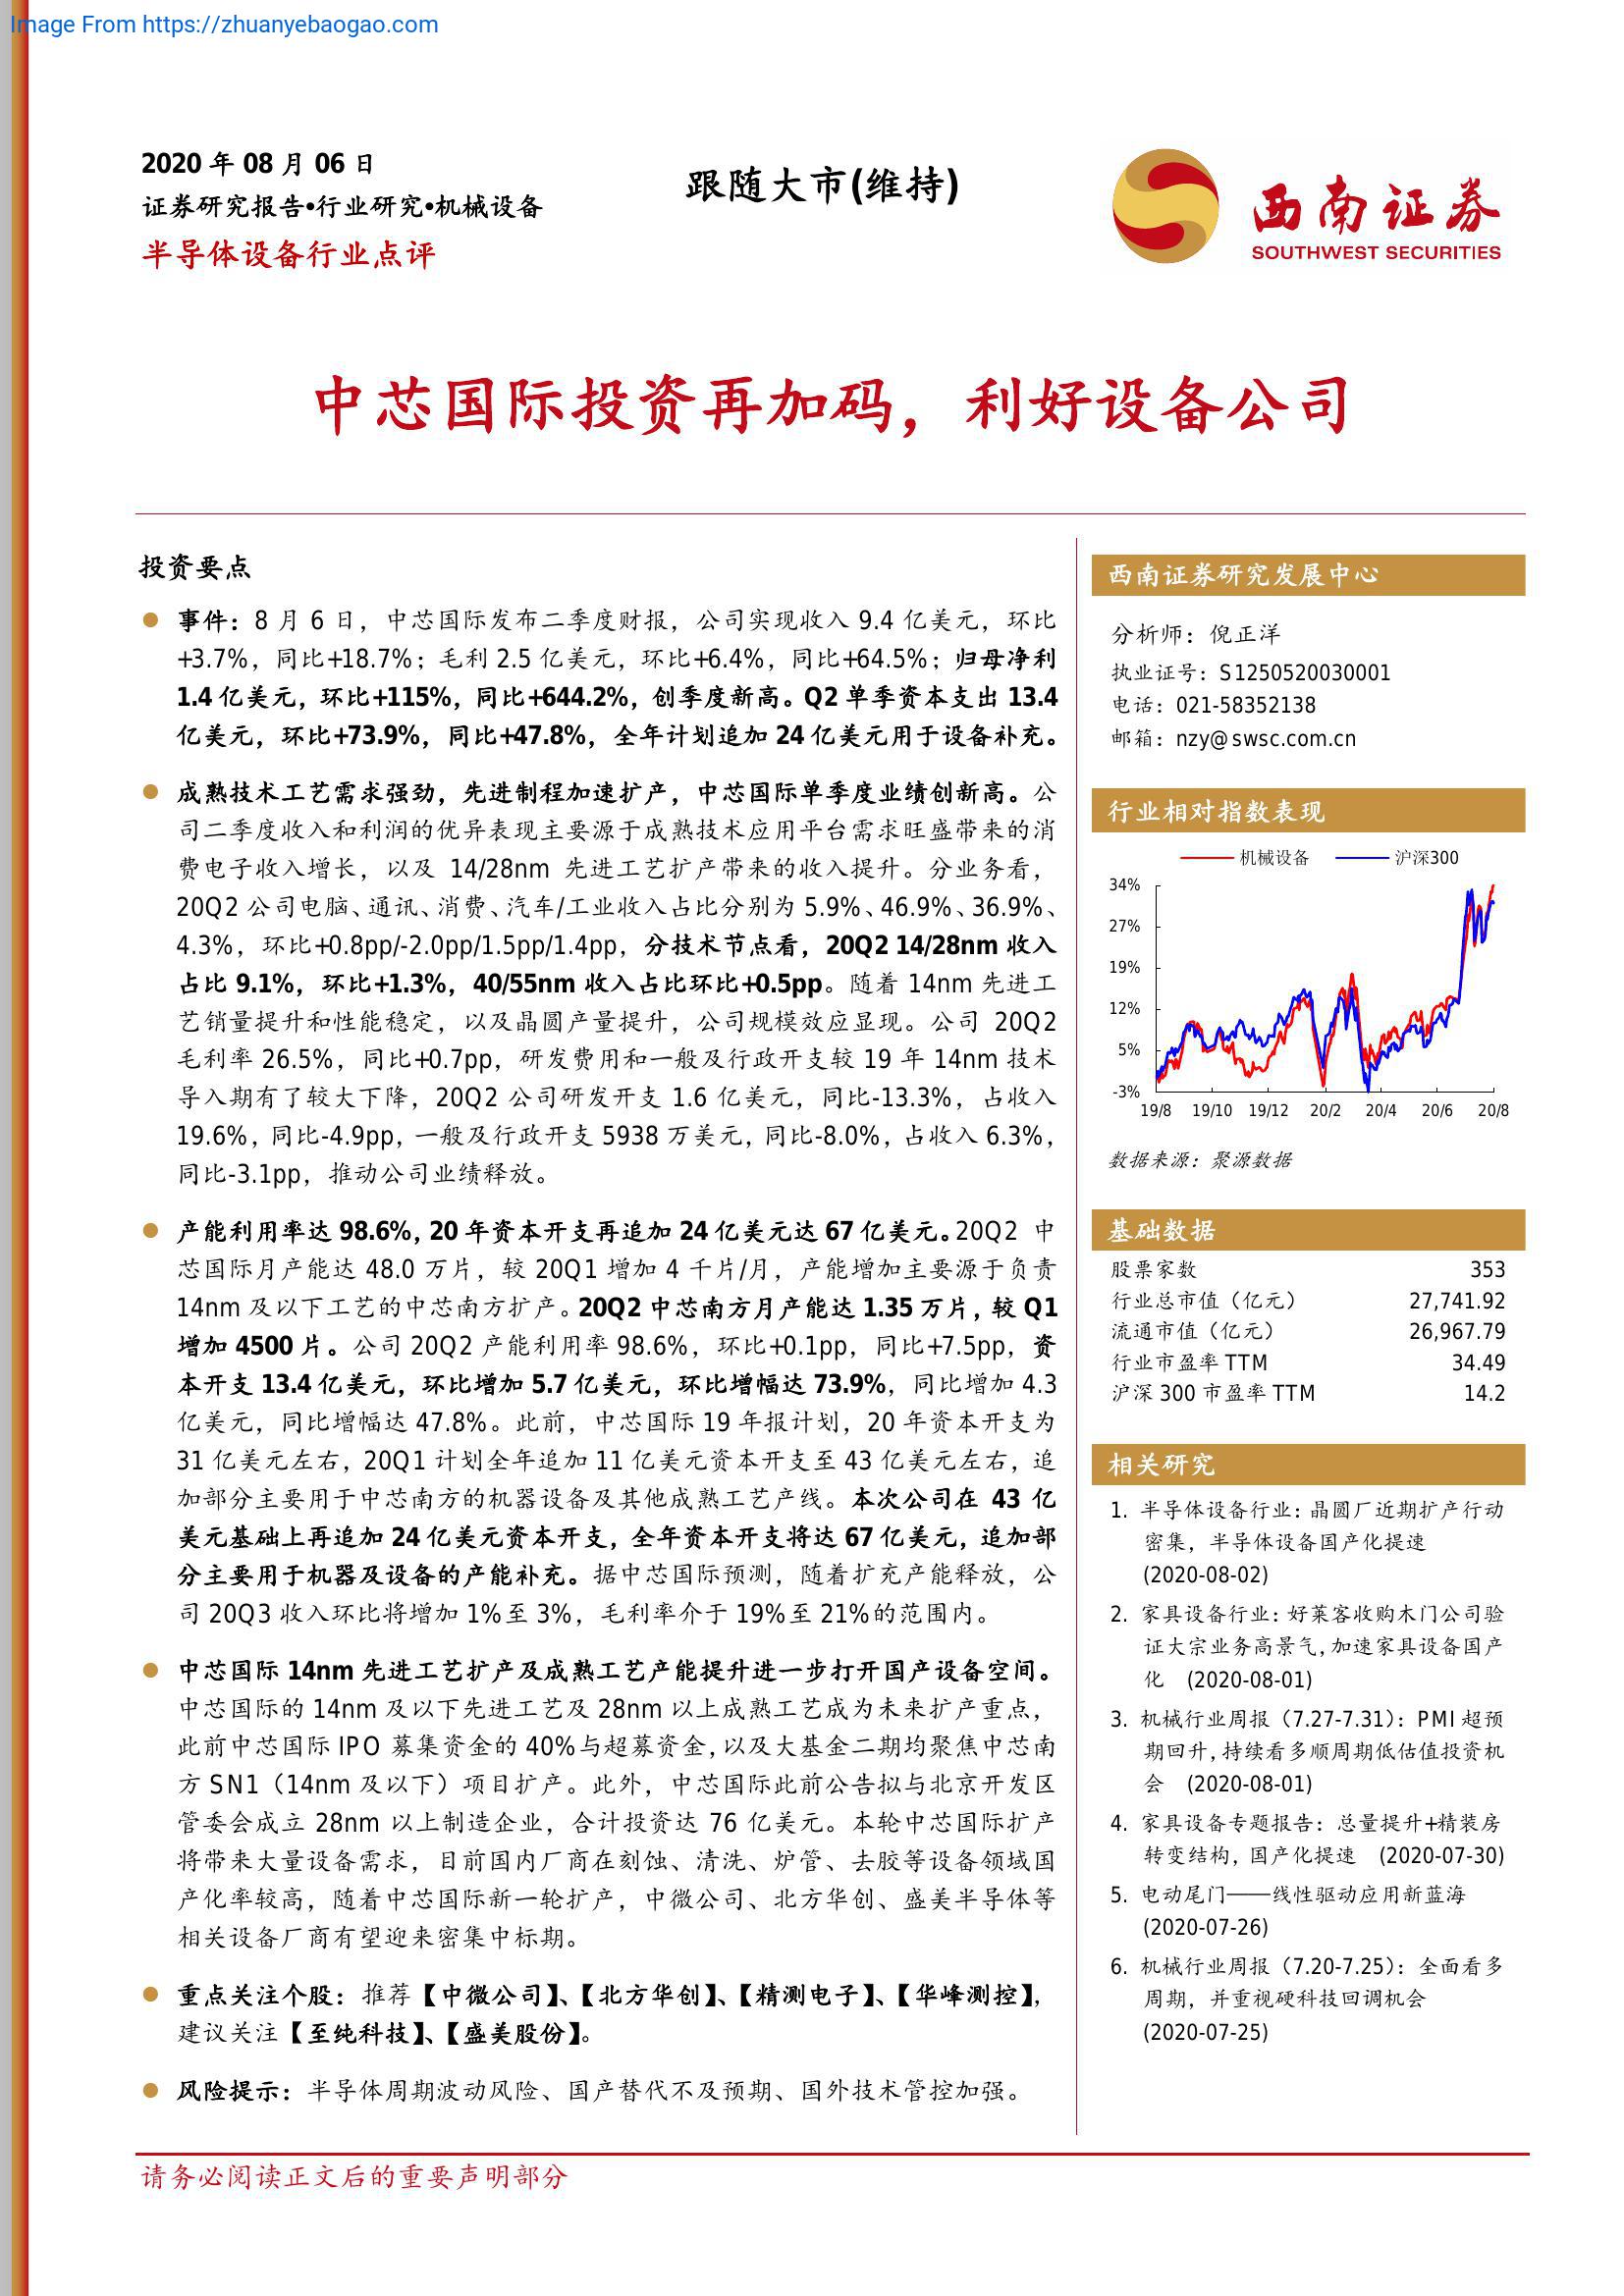 Image From https://zhuanyebaogao.com
2020 年 08 月 06 日
证券研究报告•行业研究•机械设备
半导体设备行业点评
跟随大市(维持)
西南证券
SOUTHWEST SECURITIES
中芯国际投资再加码，利好设备公司
投资要点
事件：8 月 6 日，中芯国际发布二季度财报，公司实现收入 9.4 亿美元，环比
+3.7%，同比+18.7%；毛利 2.5 亿美元，环比+6.4%，同比+64.5%；归母净利
1.4 亿美元，环比+115%，同比+644.2%，创季度新高。Q2 单季资本支出 13.4
亿美元，环比+73.9%，同比+47.8%，全年计划追加 24 亿美元用于设备补充。
成熟技术工艺需求强劲，先进制程加速扩产，中芯国际单季度业绩创新高。公
司二季度收入和利润的优异表现主要源于成熟技术应用平台需求旺盛带来的消
费电子收入增长，以及 14/28nm 先进工艺扩产带来的收入提升。分业务看，
20Q2 公司电脑、通讯、消费、汽车/工业收入占比分别为 5.9%、46.9%、36.9%、
4.3%，环比+0.8pp/-2.0pp/1.5pp/1.4pp，分技术节点看，20Q2 14/28nm 收入
占比 9.1%，环比+1.3%，40/55nm 收入占比环比+0.5pp。随着 14nm 先进工
艺销量提升和性能稳定，以及晶圆产量提升，公司规模效应显现。公司 20Q2
毛利率 26.5%，同比+0.7pp，研发费用和一般及行政开支较 19 年 14nm 技术
导入期有了较大下降，20Q2 公司研发开支 1.6 亿美元，同比-13.3%，占收入
19.6%，同比-4.9pp，一般及行政开支 5938 万美元，同比-8.0%，占收入 6.3%，
同比-3.1pp，推动公司业绩释放。
产能利用率达 98.6%，20 年资本开支再追加 24 亿美元达 67 亿美元。20Q2 中
芯国际月产能达 48.0 万片，较 20Q1 增加 4 千片/月，产能增加主要源于负责
14nm 及以下工艺的中芯南方扩产。20Q2 中芯南方月产能达 1.35 万片，较 Q1
增加 4500 片。公司 20Q2 产能利用率 98.6%，环比+0.1pp，同比+7.5pp，资
本开支 13.4 亿美元，环比增加 5.7 亿美元，环比增幅达 73.9%，同比增加 4.3
亿美元，同比增幅达 47.8%。此前，中芯国际 19 年报计划，20 年资本开支为
31 亿美元左右，20Q1 计划全年追加 11 亿美元资本开支至 43 亿美元左右，追
加部分主要用于中芯南方的机器设备及其他成熟工艺产线。本次公司在 43 亿
美元基础上再追加 24 亿美元资本开支，全年资本开支将达 67 亿美元，追加部
分主要用于机器及设备的产能补充。据中芯国际预测，随着扩充产能释放，公
司 20Q3 收入环比将增加 1%至 3%，毛利率介于 19%至 21%的范围内。
中芯国际 14nm 先进工艺扩产及成熟工艺产能提升进一步打开国产设备空间。
中芯国际的 14nm 及以下先进工艺及 28nm 以上成熟工艺成为未来扩产重点，
此前中芯国际 IPO 募集资金的 40%与超募资金，以及大基金二期均聚焦中芯南
方 SN1（14nm 及以下）项目扩产。此外，中芯国际此前公告拟与北京开发区
管委会成立 28nm 以上制造企业，合计投资达 76 亿美元。本轮中芯国际扩产
将带来大量设备需求，目前国内厂商在刻蚀、清洗、炉管、去胶等设备领域国
产化率较高，随着中芯国际新一轮扩产，中微公司、北方华创、盛美半导体等
相关设备厂商有望迎来密集中标期。
重点关注个股：推荐【中微公司】、【北方华创】、【精测电子】、【华峰测控】，
建议关注【至纯科技】、【盛美股份】。
风险提示：半导体周期波动风险、国产替代不及预期、国外技术管控加强。
西南证券研究发展中心
分析师：倪正洋
执业证号：S1250520030001
电话：021-58352138
邮箱：nzy@swsc.com.cn
行业相对指数表现
机械设备 沪深300
34%
27%
19%
12%
5%
-3%
19/8 19/10 19/12 20/2 20/4 20/6 20/8
数据来源：聚源数据
基础数据
股票家数 353
行业总市值（亿元） 27,741.92
流通市值（亿元） 26,967.79
行业市盈率 TTM 34.49
沪深 300 市盈率 TTM 14.2
相关研究
1. 半导体设备行业：晶圆厂近期扩产行动
密集，半导体设备国产化提速
(2020-08-02)
2. 家具设备行业：好莱客收购木门公司验
证大宗业务高景气，加速家具设备国产
化 (2020-08-01)
3. 机械行业周报（7.27-7.31）：PMI 超预
期回升，持续看多顺周期低估值投资机
会 (2020-08-01)
4. 家具设备专题报告：总量提升+精装房
转变结构，国产化提速 (2020-07-30)
5. 电动尾门——线性驱动应用新蓝海
(2020-07-26)
6. 机械行业周报（7.20-7.25）：全面看多
周期，并重视硬科技回调机会
(2020-07-25)
请务必阅读正文后的重要声明部分